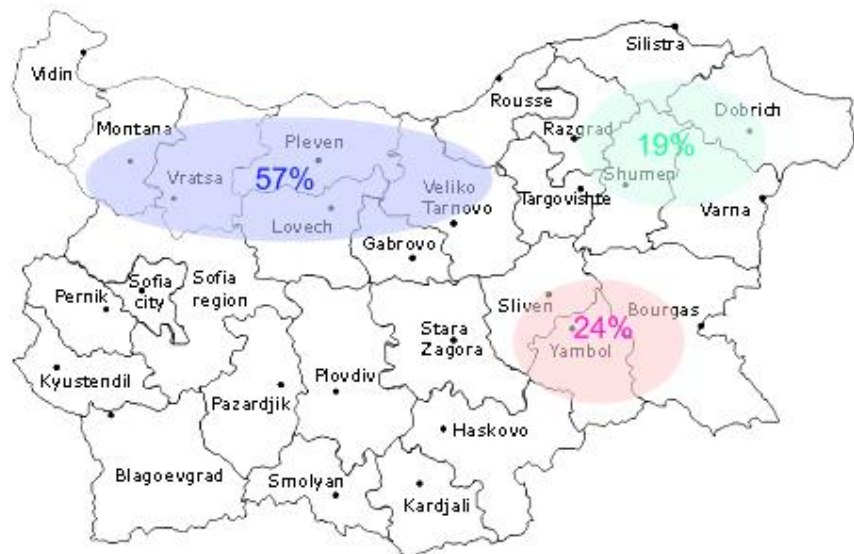 Silistra
Vidin
Rousse
Dobrich
Montana
Razgrad
Pleven
19%
Vratsa
57%
Shumen
Veliko
Tarnovo
Targovishte
Lovech
Varna
Gabrovo
Sofia
city
Sofia
region
Pernik
Sliven
Bourgas
24%
Stara
Zagora
Yambol
Kyustendil
Plovdiv
Pazardjik
Haskovo
Blagoevgrad
Smolyan
Kardjali